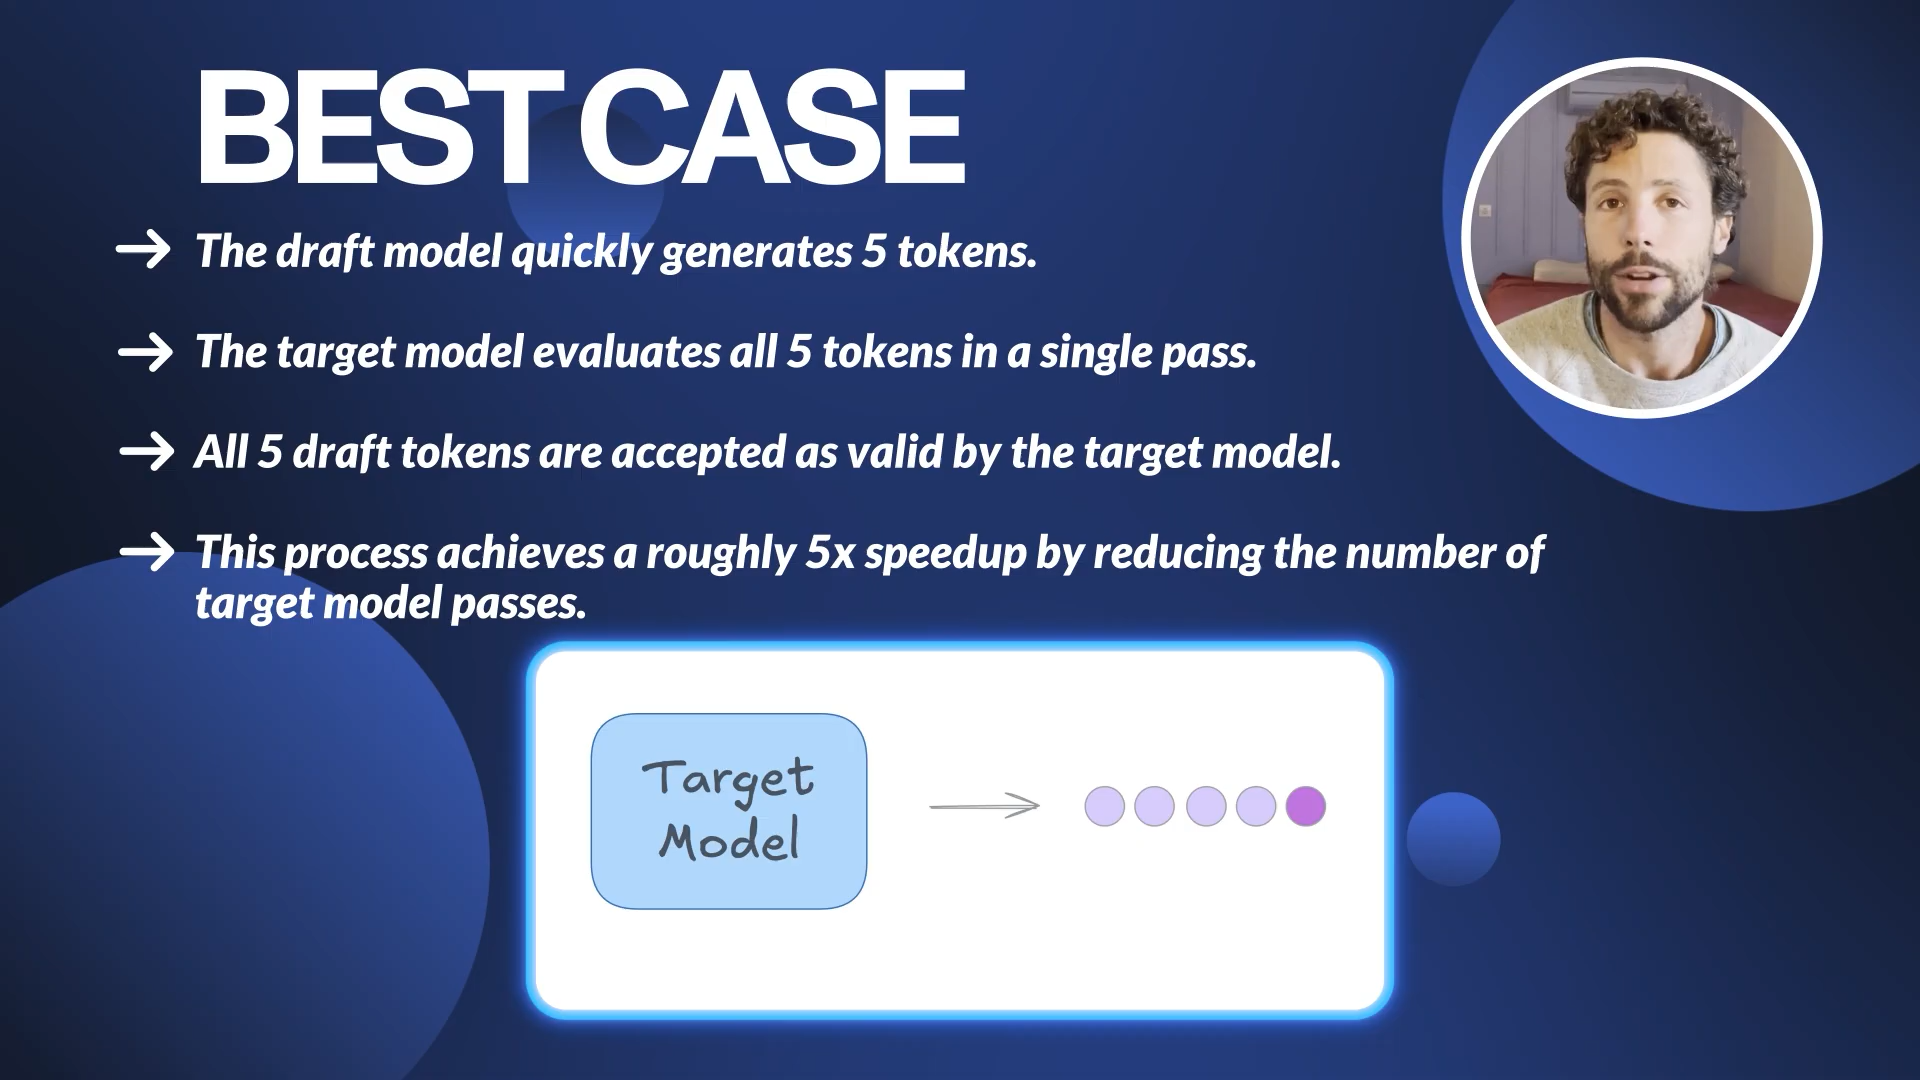 BEST CASE
The draft model quickly generates 5 tokens.
The target model evaluates all 5 tokens in a single pass.
All 5 draft tokens are accepted as valid by the target model.
This process achieves a roughly 5x speedup by reducing the number of
target model passes.
Target
Model